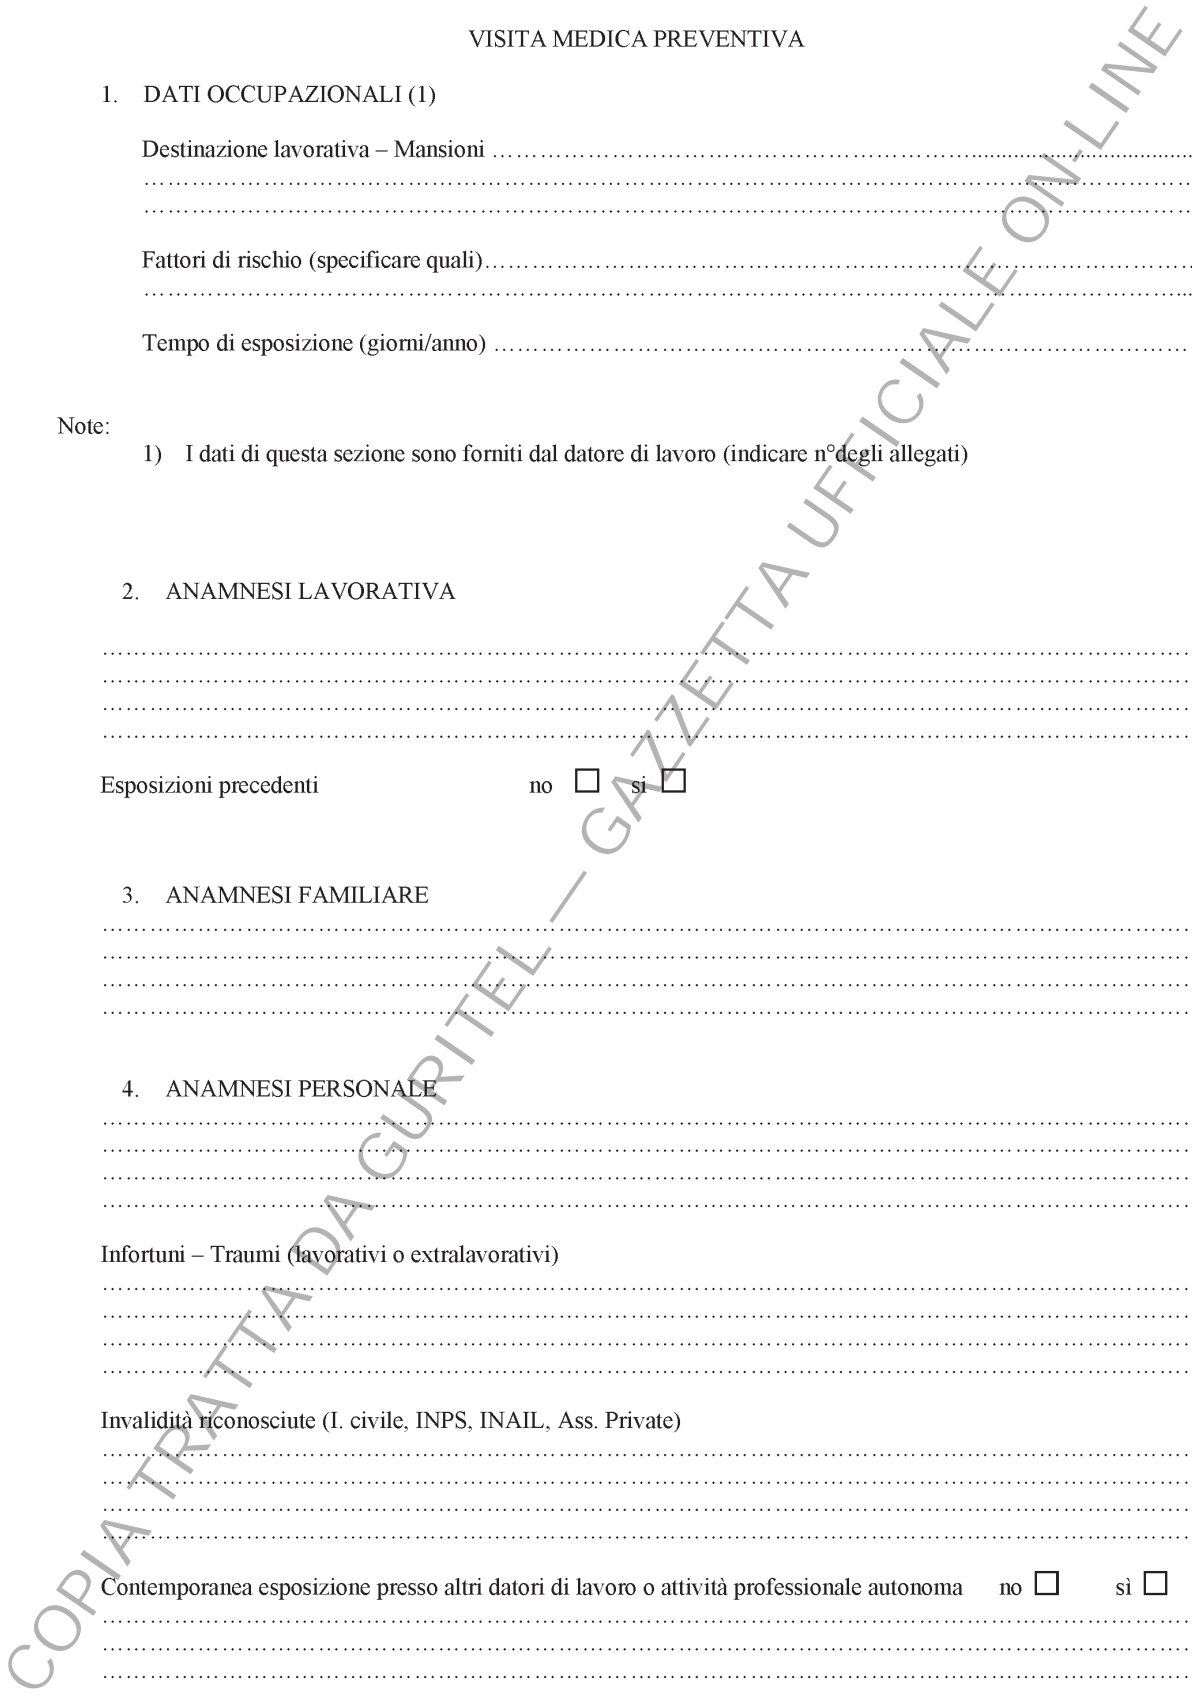 VISITA MEDICA PREVENTIVA
1. DATI OCCUPAZIONALI (1)
Destinazione lavorativa – Mansioni ……………………………………………………...................................
……………………………………………………………………………………………………………………
……………………………………………………………………………………………………………………
Fattori di rischio (specificare quali)………………………………………………………………………………
…………………………………………………………………………………………………………………...
Tempo di esposizione (giorni/anno) ……………………………………………………………………………
Note:
1) I dati di questa sezione sono forniti dal datore di lavoro (indicare n°degli allegati)
2. ANAMNESI LAVORATIVA
……………………………………………………………………………………………………………………….
……………………………………………………………………………………………………………………….
……………………………………………………………………………………………………………………….
……………………………………………………………………………………………………………………….
Esposizioni precedenti no □ si □
3. ANAMNESI FAMILIARE
……………………………………………………………………………………………………………………….
……………………………………………………………………………………………………………………….
……………………………………………………………………………………………………………………….
……………………………………………………………………………………………………………………….
4. ANAMNESI PERSONALE
……………………………………………………………………………………………………………………….
……………………………………………………………………………………………………………………….
……………………………………………………………………………………………………………………….
……………………………………………………………………………………………………………………….
Infortuni – Traumi (lavorativi o extralavorativi)
……………………………………………………………………………………………………………………….
……………………………………………………………………………………………………………………….
……………………………………………………………………………………………………………………….
……………………………………………………………………………………………………………………….
Invalidità riconosciute (I. civile, INPS, INAIL, Ass. Private)
……………………………………………………………………………………………………………………….
……………………………………………………………………………………………………………………….
……………………………………………………………………………………………………………………….
……………………………………………………………………………………………………………………….
Contemporanea esposizione presso altri datori di lavoro o attività professionale autonoma no □ sì □
……………………………………………………………………………………………………………………….
……………………………………………………………………………………………………………………….
……………………………………………………………………………………………………………………….
COPIA TRATTA DA GURITEL — GAZZETTA UFFICIALE ON-LINE